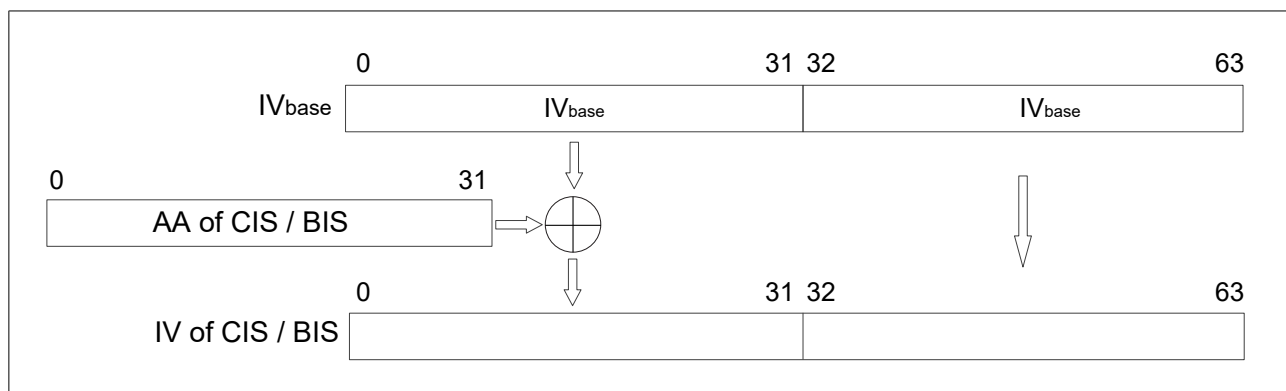 0 31 32 63
IVbase IVbase IVbase
0 31
AA of CIS / BIS
0 31 32 63
IV of CIS / BIS